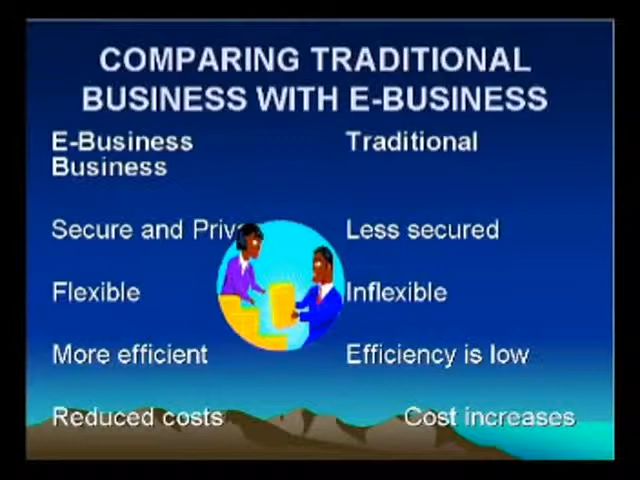 COMPARING TRADITIONAL
BUSINESS WITH E-BUSINESS
E-Business Traditional
Business
Secure and Less secured
Flexible Inflexible
More efficient Efficiency is low
Reduced costs Cost increases